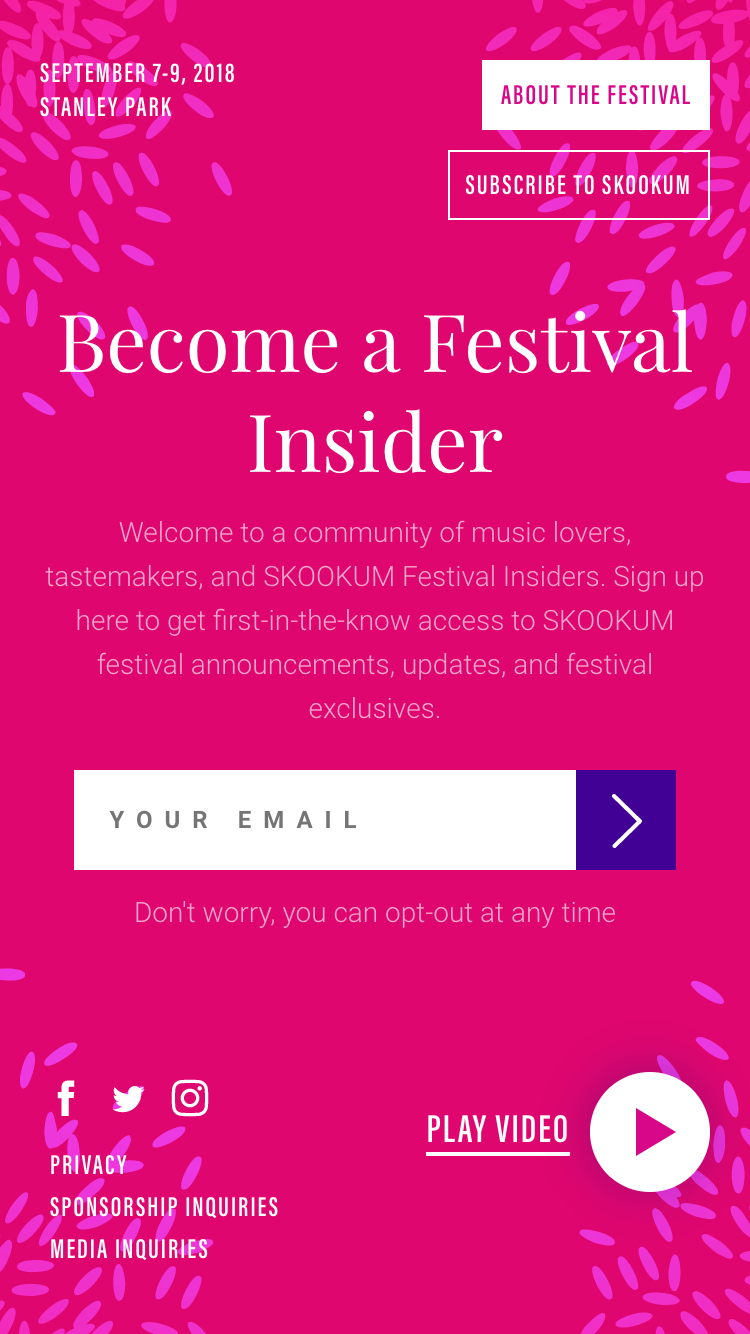 SEPTEMBER 7-9, 2018
STANLEY PARK
ABOUT THE FESTIVAL
SUBSCRIBE TO SKOOKUM
Become a Festival
Insider
Welcome to a community of music lovers,
tastemakers, and SKOOKUM Festival Insiders. Sign up
here to get first-in-the-know access to SKOOKUM
festival announcements, updates, and festival
exclusives.
YOUR EMAIL
Don't worry, you can opt-out at any time
PLAY VIDEO
PRIVACY
SPONSORSHIP INQUIRIES
MEDIA INQUIRIES